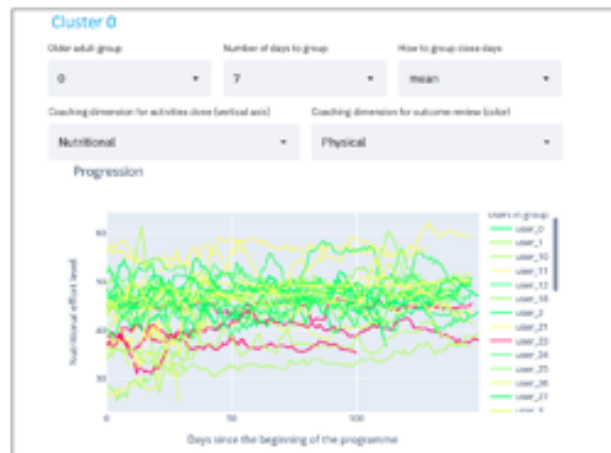 Cluster 0
Older adult group
Number of days to group
How to group close days
0
7
mean
Coaching dimension for activities done (vertical axis)
Coaching dimension for outcome review (color)
Nutritional
Physical
Progression
Nutritional effort level
60
50
40
30
0
50
100
Days since the beginning of the programme
Users in group
user_0
user_1
user_10
user_11
user_12
user_18
user_2
user_21
user_23
user_24
user_25
user_26
user_27